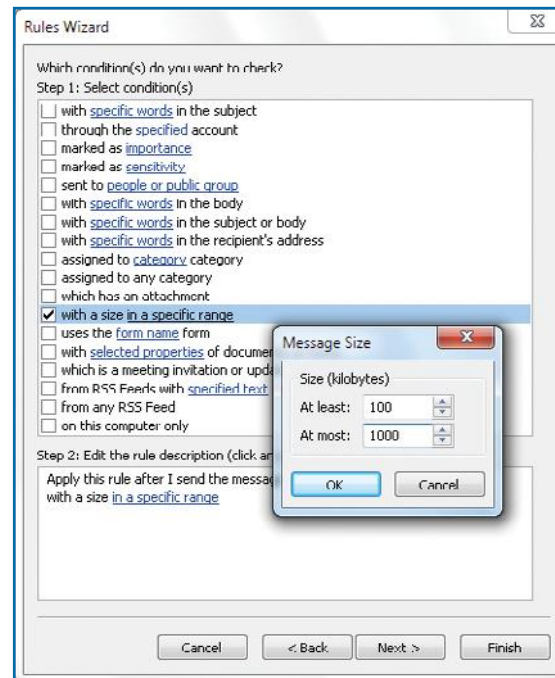 Rules Wizard
Which condition(s) do you want to check?
Step 1: Select condition(s)
with specific words in the subject
through the specified account
marked as importance
marked as sensitivity
sent to people or public group
with specific words in the body
with specific words in the subject or body
with specific words in the recipient's address
assigned to category category
assigned to any category
which has an attachment
with a size in a specific range
uses the form name form
with selected properties of documen
which is a meeting invitation or upda
from RSS Feeds with specified text
from any RSS Feed
on this computer only
Message Size
Size (kilobytes)
At least: 100
At most: 1000
OK Cancel
Step 2: Edit the rule description (click an
Apply this rule after I send the messag
with a size in a specific range
Cancel < Back Next > Finish